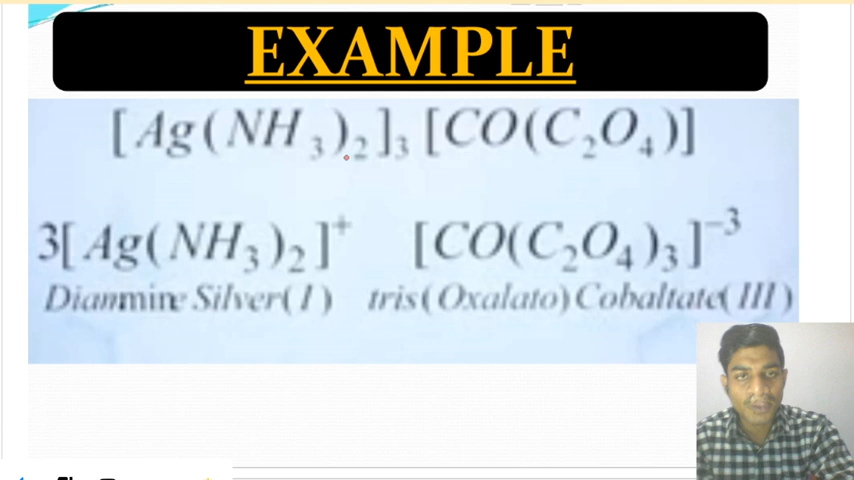 EXAMPLE
[Ag(NH₃)₂]₃[CO(C₂O₄)]
3[Ag(NH₃)₂]⁺ [CO(C₂O₄)₃]⁻³
Diammine Silver(I) tris(Oxalato)Cobaltate(III)